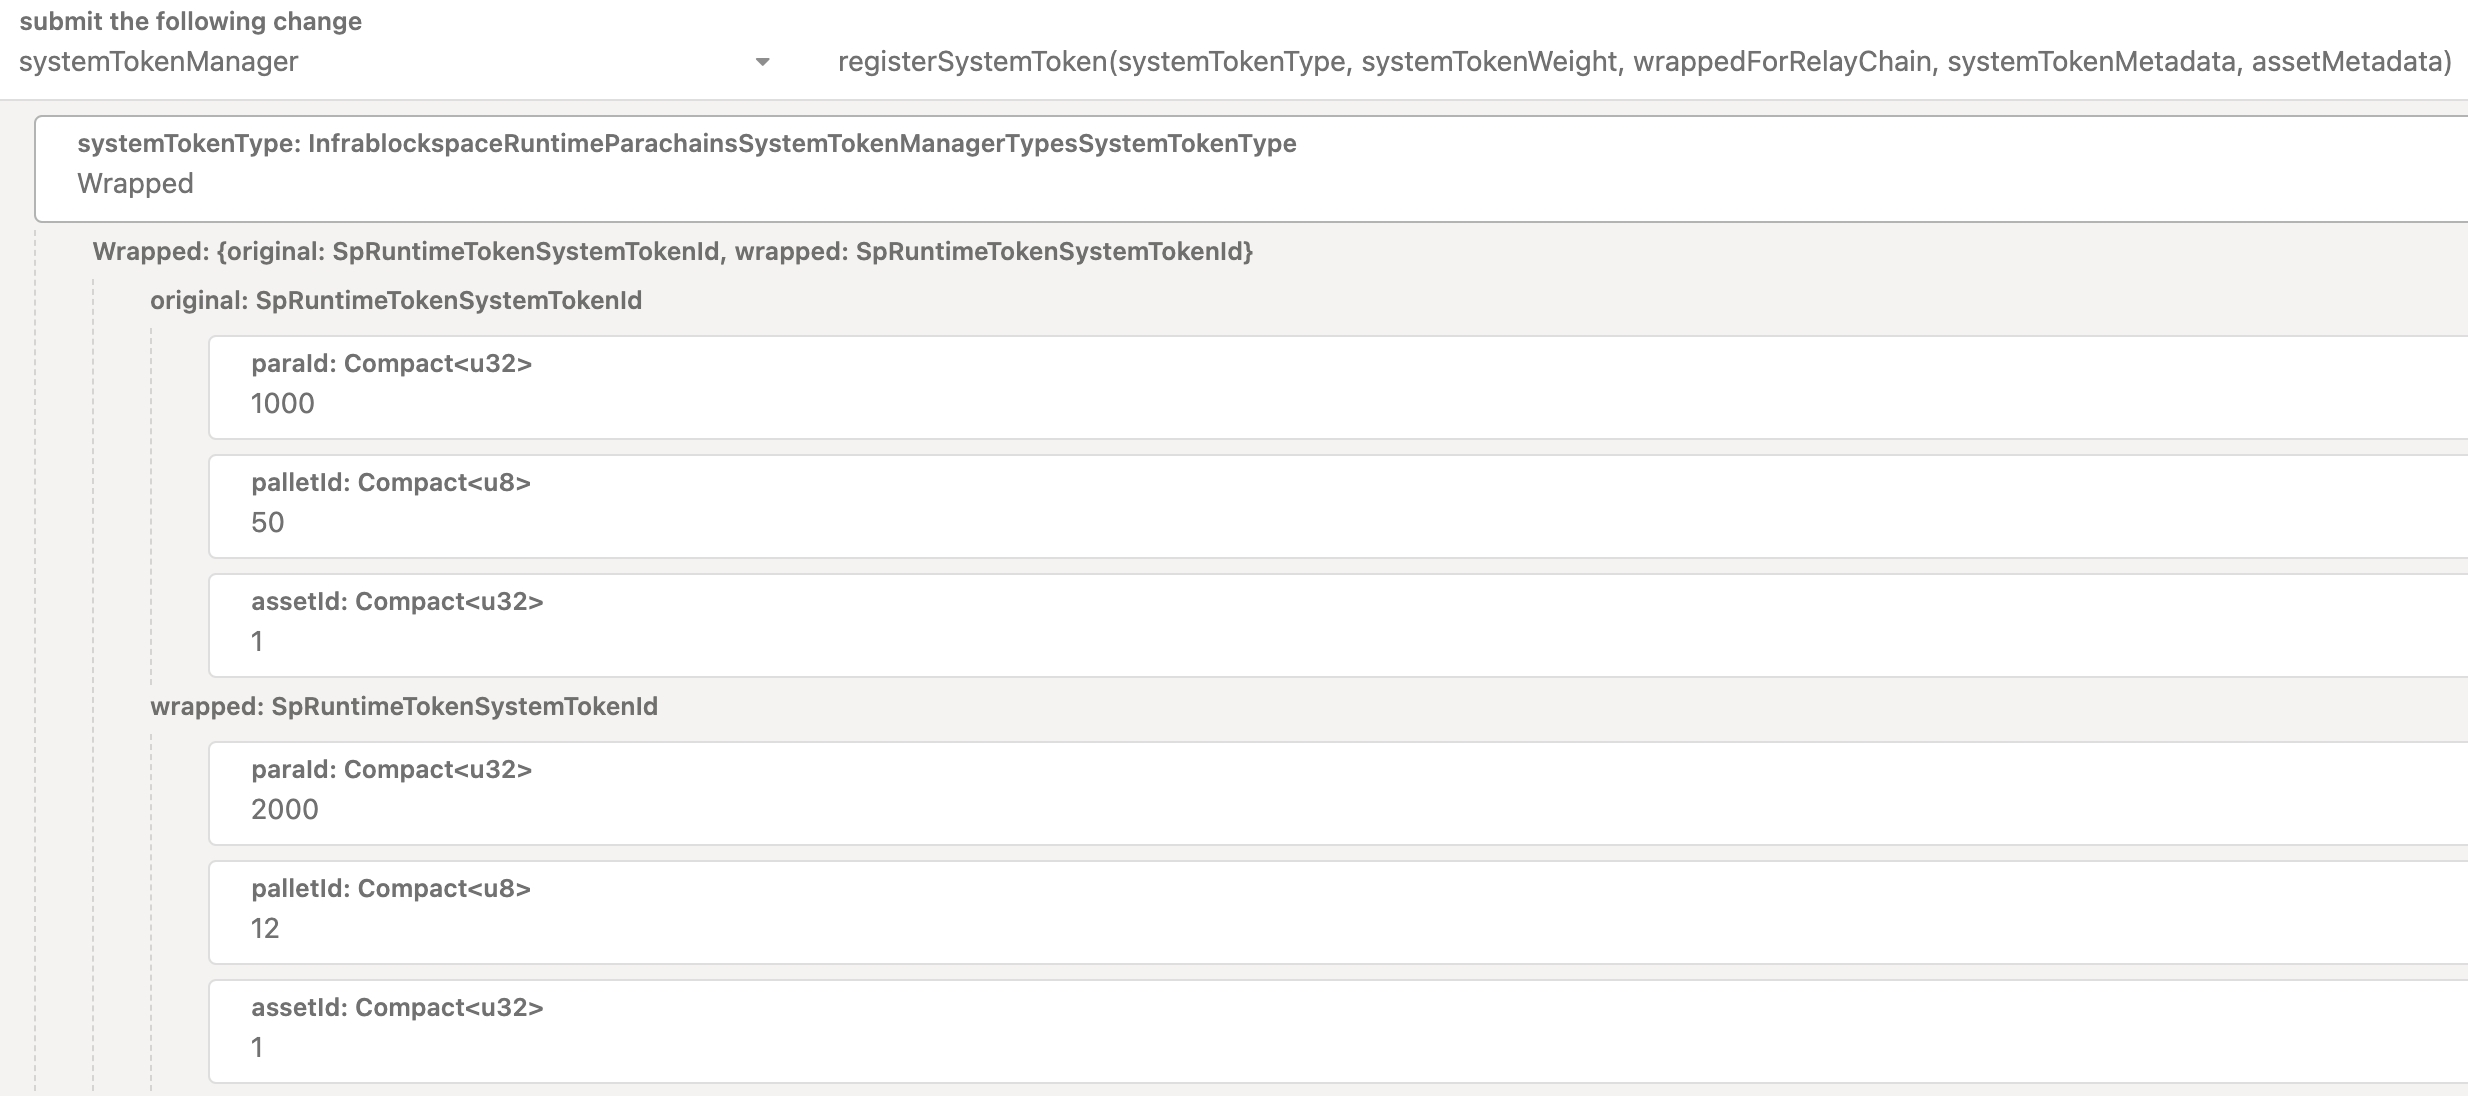 submit the following change
systemTokenManager
registerSystemToken(systemTokenType, systemTokenWeight, wrappedForRelayChain, systemTokenMetadata, assetMetadata)
systemTokenType: InfrablockspaceRuntimeParachainsSystemTokenManagerTypesSystemTokenType
Wrapped
Wrapped: {original: SpRuntimeTokenSystemTokenId, wrapped: SpRuntimeTokenSystemTokenId}
original: SpRuntimeTokenSystemTokenId
paraId: Compact<u32>
1000
palletId: Compact<u8>
50
assetId: Compact<u32>
1
wrapped: SpRuntimeTokenSystemTokenId
paraId: Compact<u32>
2000
palletId: Compact<u8>
12
assetId: Compact<u32>
1